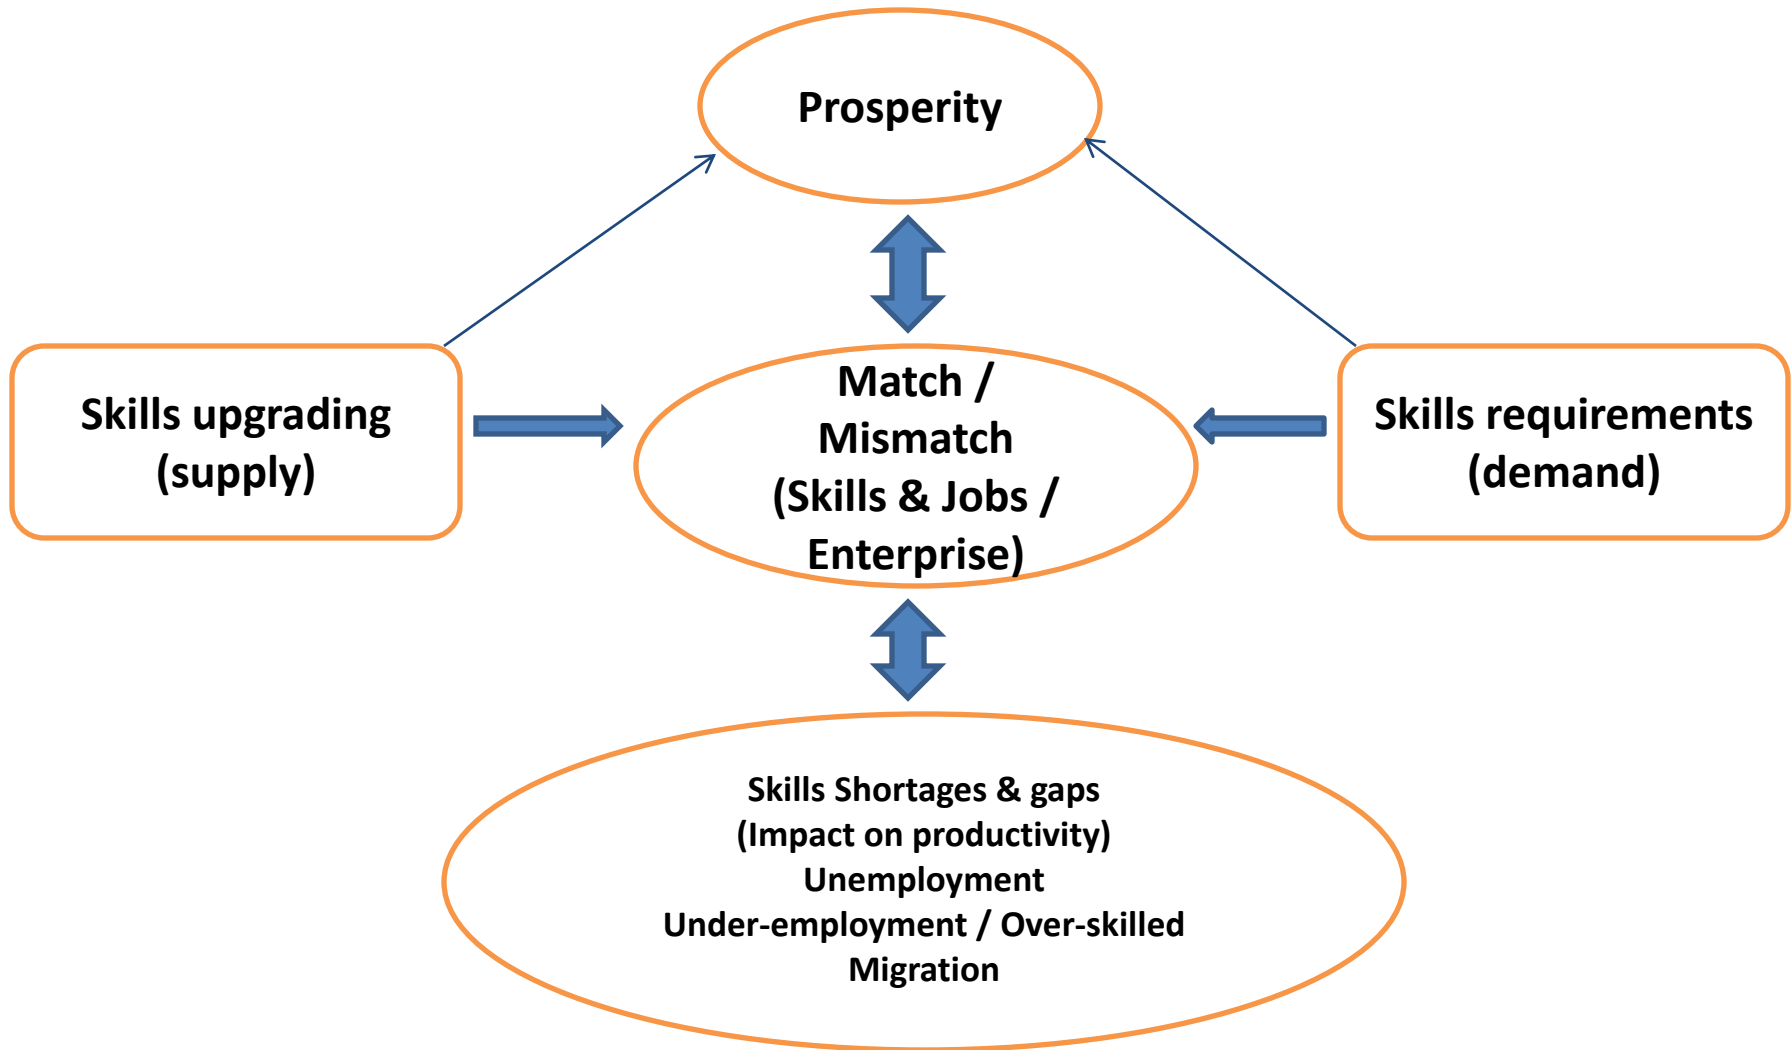 Prosperity
Skills upgrading
(supply)
Match /
Mismatch
(Skills & Jobs /
Enterprise)
Skills requirements
(demand)
Skills Shortages & gaps
(Impact on productivity)
Unemployment
Under-employment / Over-skilled
Migration